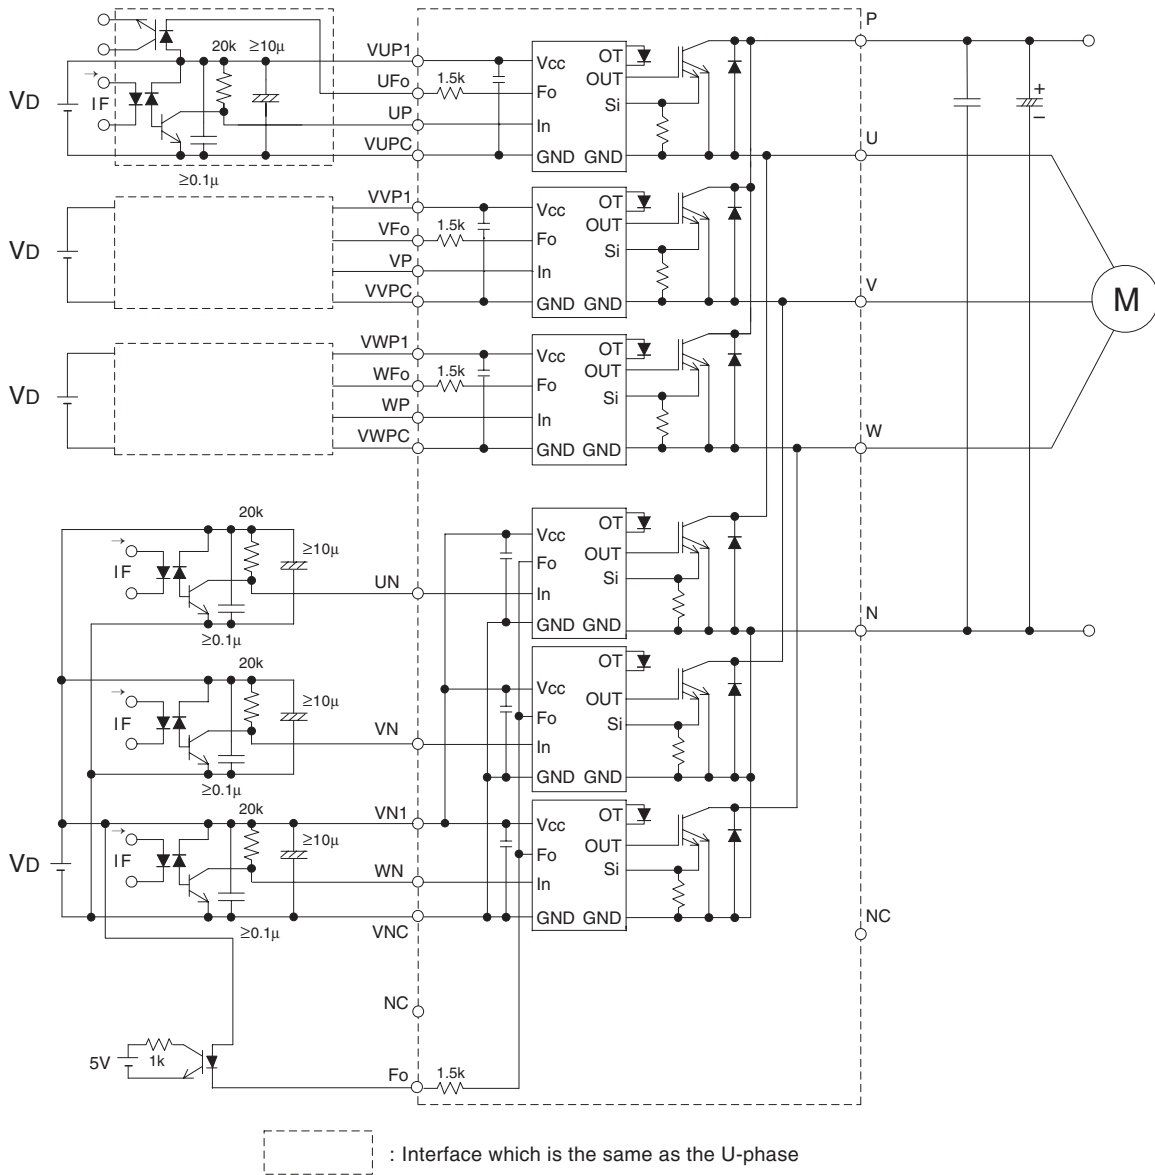 P
20k ≥10μ VUP1 Vcc OT
VD IF UFo 1.5k Fo OUT
UP In Si
VUPC GND GND U
≥0.1μ
+
−
VVP1 Vcc OT
VD VFo 1.5k Fo OUT
VP In Si
VVPC GND GND V
M
VWP1 Vcc OT
VD WFo 1.5k Fo OUT
WP In Si
VWPC GND GND W
20k ≥10μ Vcc OT
IF Fo OUT
UN In Si
≥0.1μ GND GND N
20k ≥10μ Vcc OT
IF Fo OUT
VN In Si
≥0.1μ GND GND
20k ≥10μ VN1 Vcc OT
VD IF Fo OUT
WN In Si
≥0.1μ VNC GND GND NC
NC
5V 1k Fo 1.5k
: Interface which is the same as the U-phase